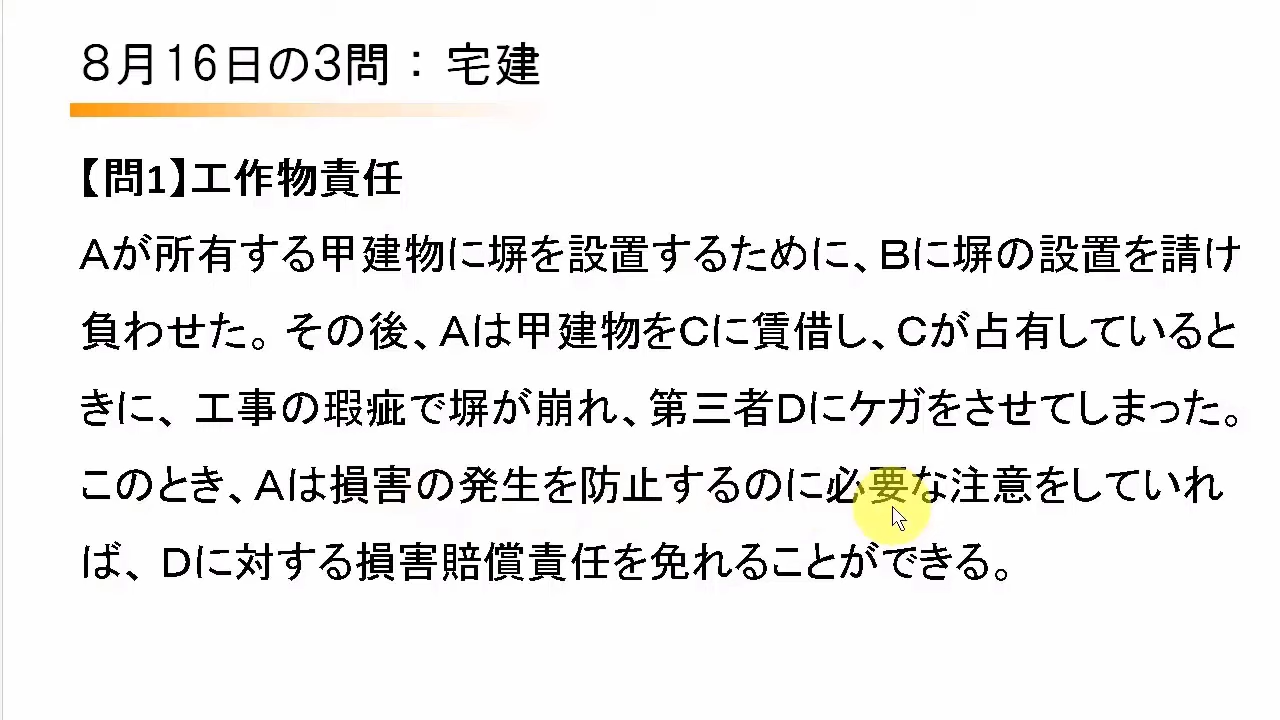 8月16日の3問：宅建
【問1】工作物責任
Aが所有する甲建物に塀を設置するために、Bに塀の設置を請け
負わせた。その後、Aは甲建物をCに賃借し、Cが占有していると
きに、工事の瑕疵で塀が崩れ、第三者Dにケガをさせてしまった。
このとき、Aは損害の発生を防止するのに必要な注意をしていれ
ば、Dに対する損害賠償責任を免れることができる。